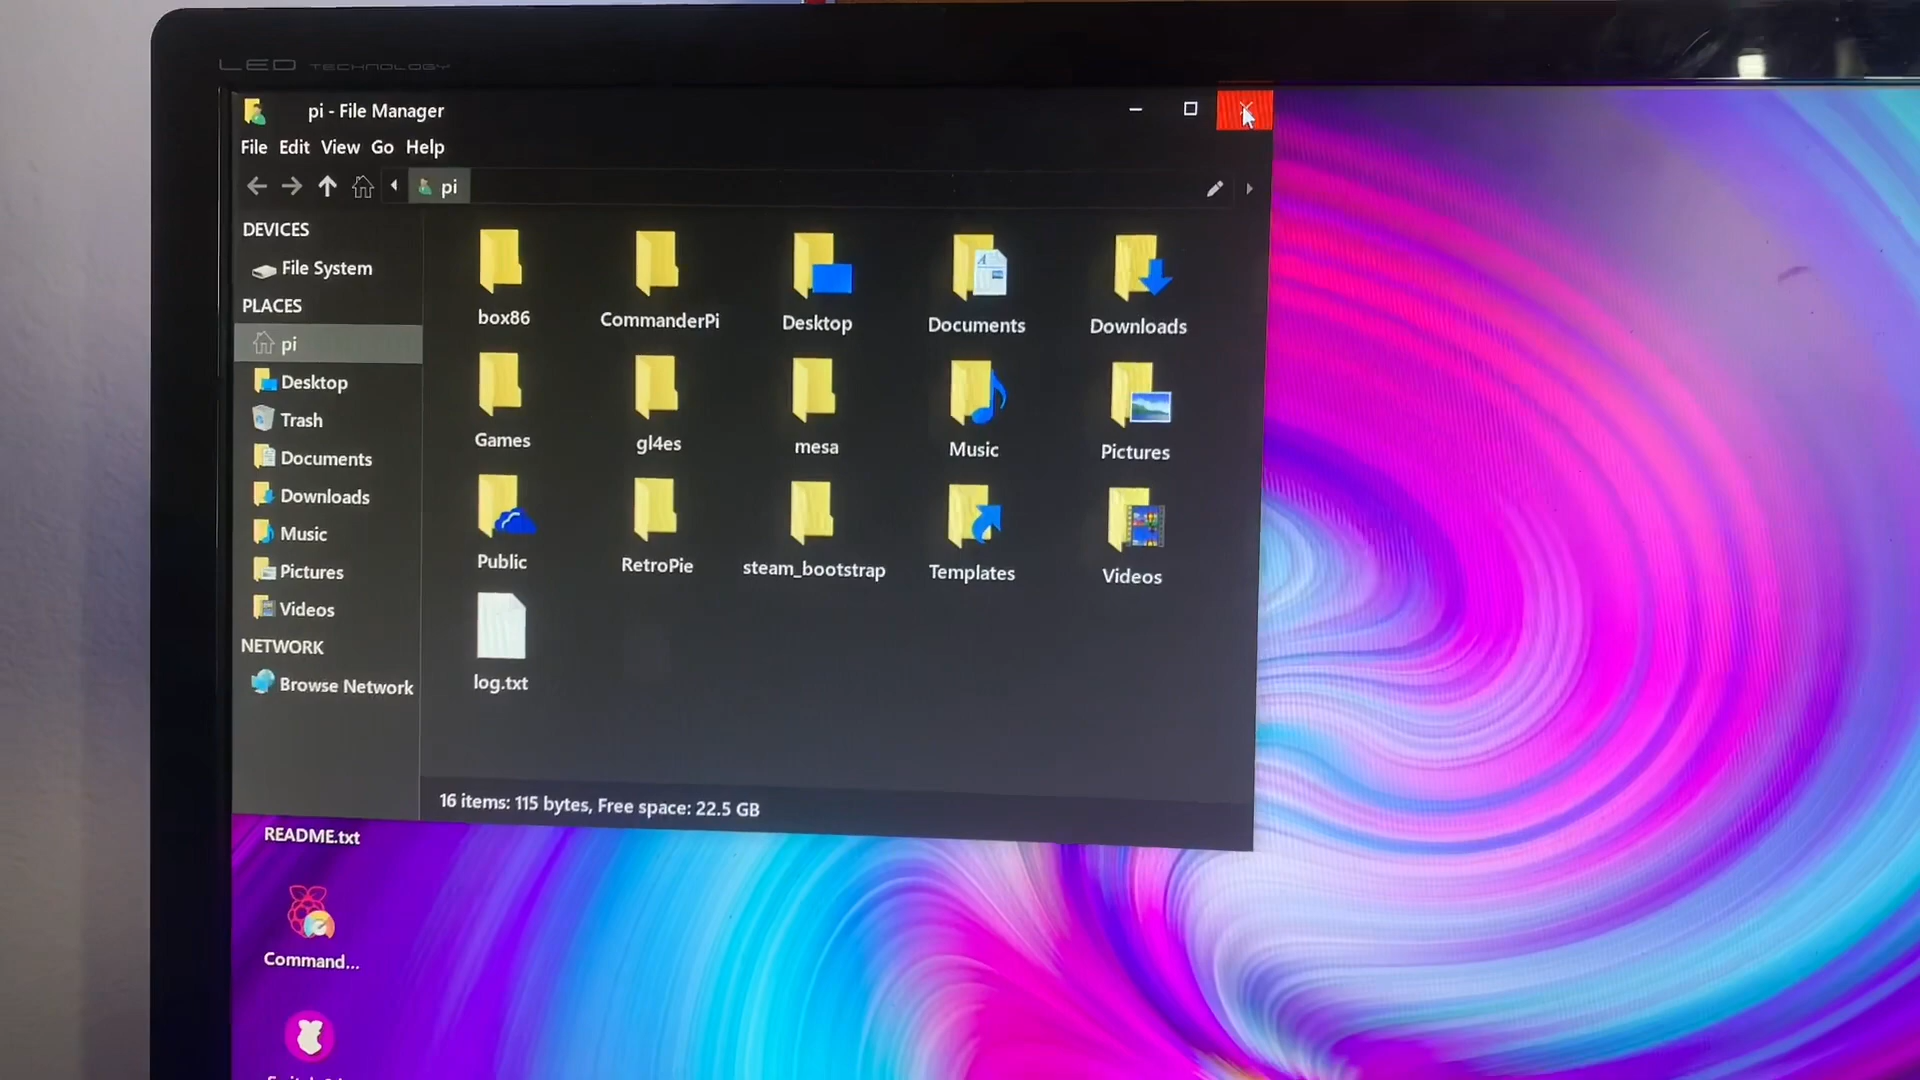 LED TECHNOLOGY
pi - File Manager
File Edit View Go Help
pi
DEVICES
File System
PLACES
pi
Desktop
Trash
Documents
Downloads
Music
Pictures
Videos
NETWORK
Browse Network
box86 CommanderPi Desktop Documents Downloads
Games gl4es mesa Music Pictures
Public RetroPie steam_bootstrap Templates Videos
log.txt
16 items: 115 bytes, Free space: 22.5 GB
README.txt
Command...